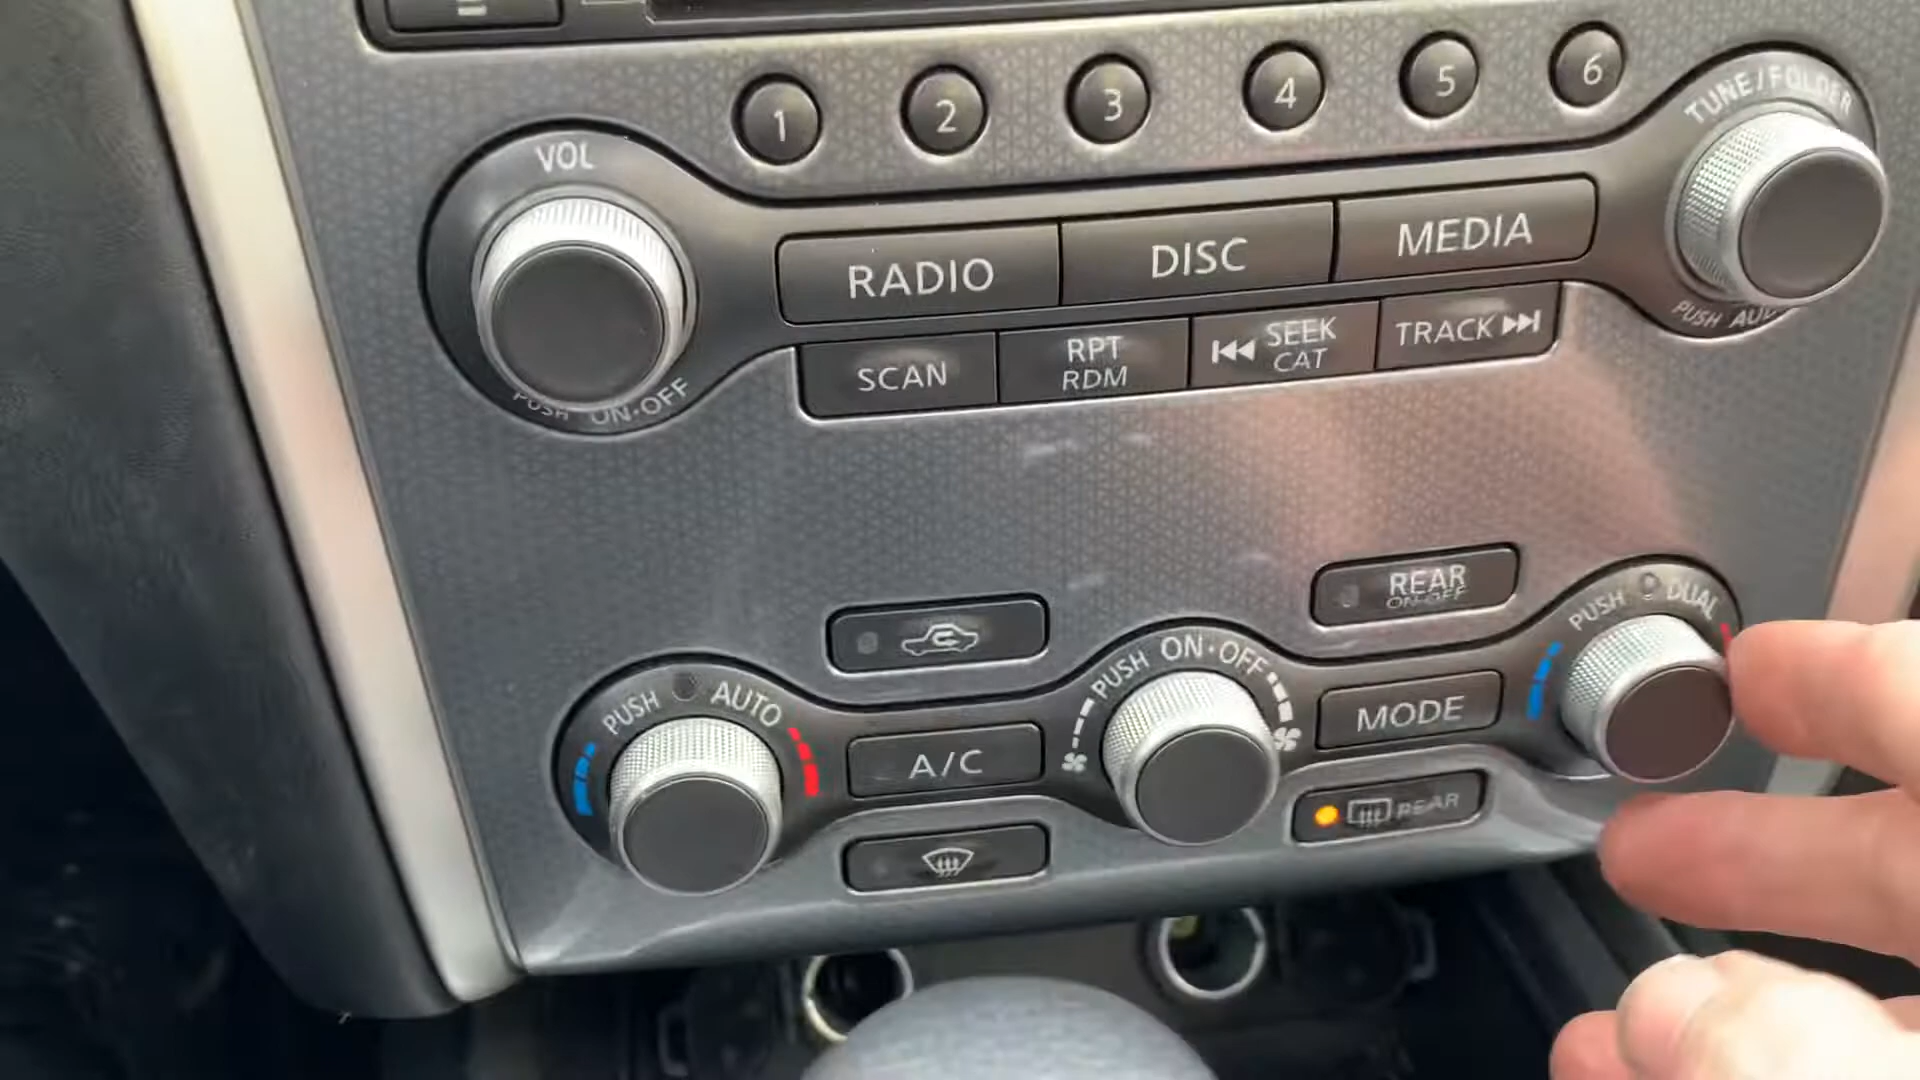 1 2 3 4 5 6
VOL
TUNE/FOLDER
RADIO DISC MEDIA
PUSH ON·OFF
PUSH
SCAN
RPT
RDM
SEEK
CAT
TRACK
REAR
ON·OFF
PUSH AUTO
A/C
PUSH ON·OFF
MODE
PUSH DUAL
REAR